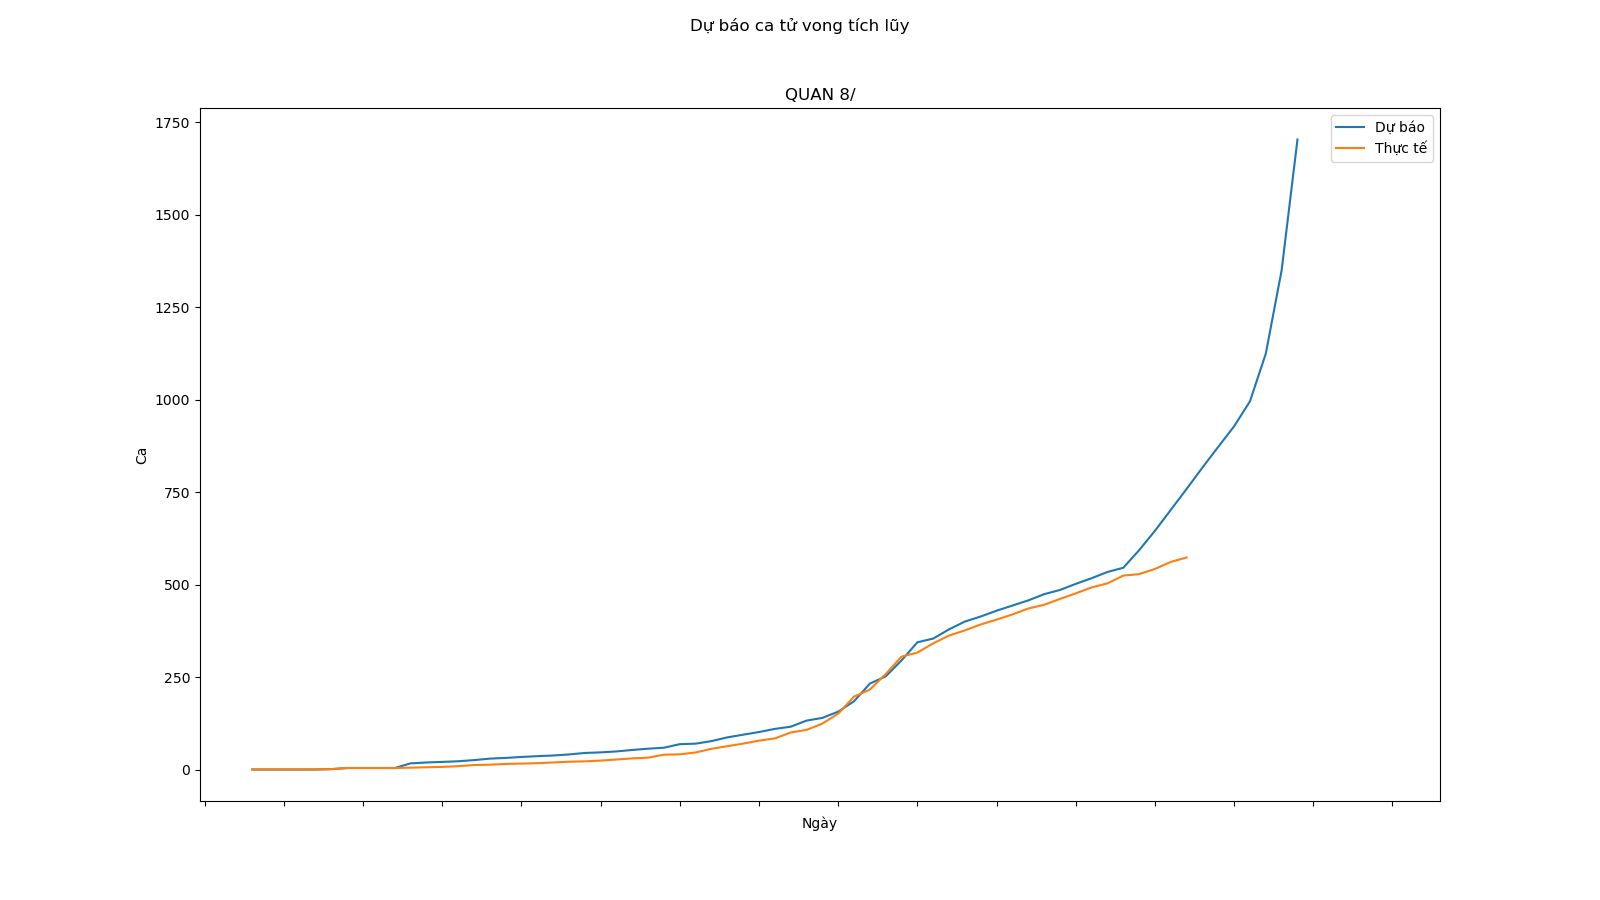 Dự báo ca tử vong tích lũy
QUAN 8/
1750
1500
1250
1000
750
500
250
0
Ca
Ngày
Dự báo
Thực tế